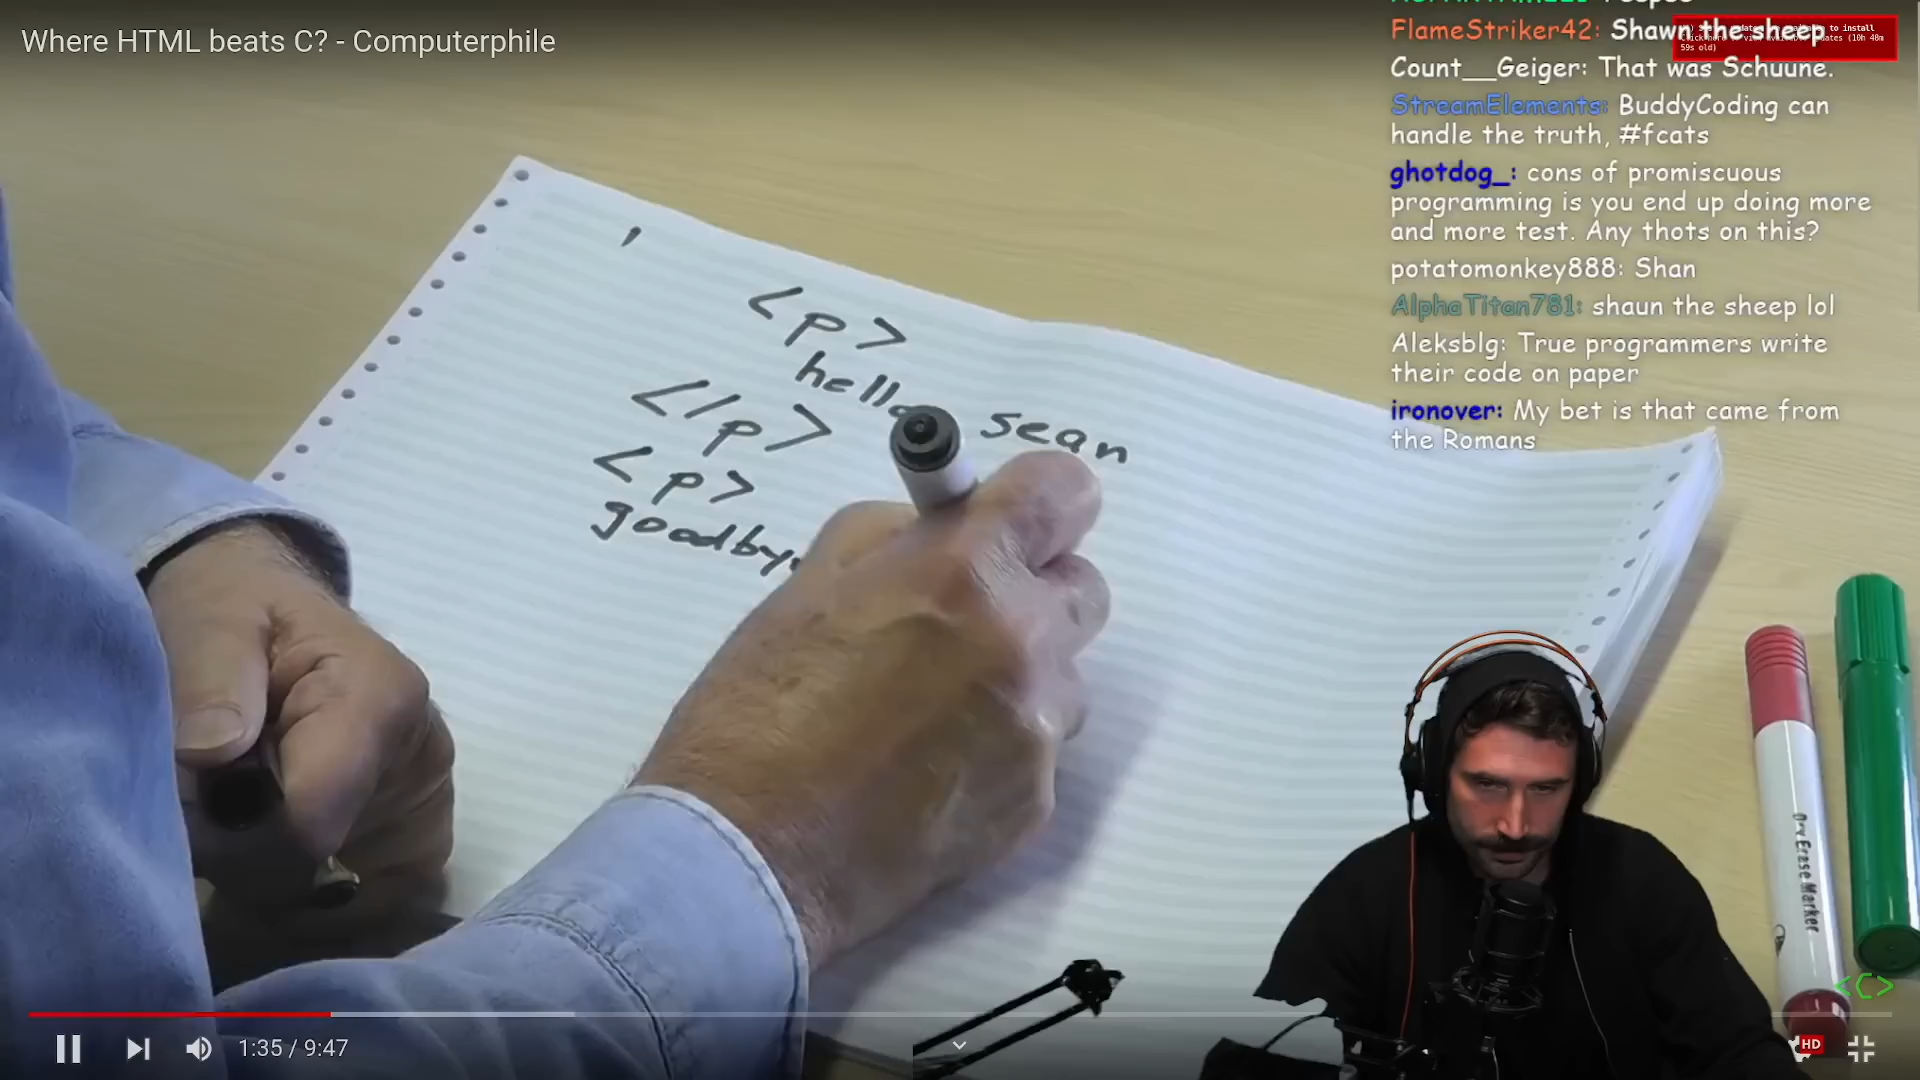 Where HTML beats C? - Computerphile
FlameStriker42: Shawn the sheep
Count__Geiger: That was Schuune.
StreamElements: BuddyCoding can
handle the truth, #fcats
ghotdog_: cons of promiscuous
programming is you end up doing more
and more test. Any thots on this?
potatomonkey888: Shan
AlphaTitan781: shaun the sheep lol
Aleksblg: True programmers write
their code on paper
ironover: My bet is that came from
the Romans
<p>
hello sean
</p>
<p>
goodby
Dry Erase Marker
<C>
1:35 / 9:47
HD